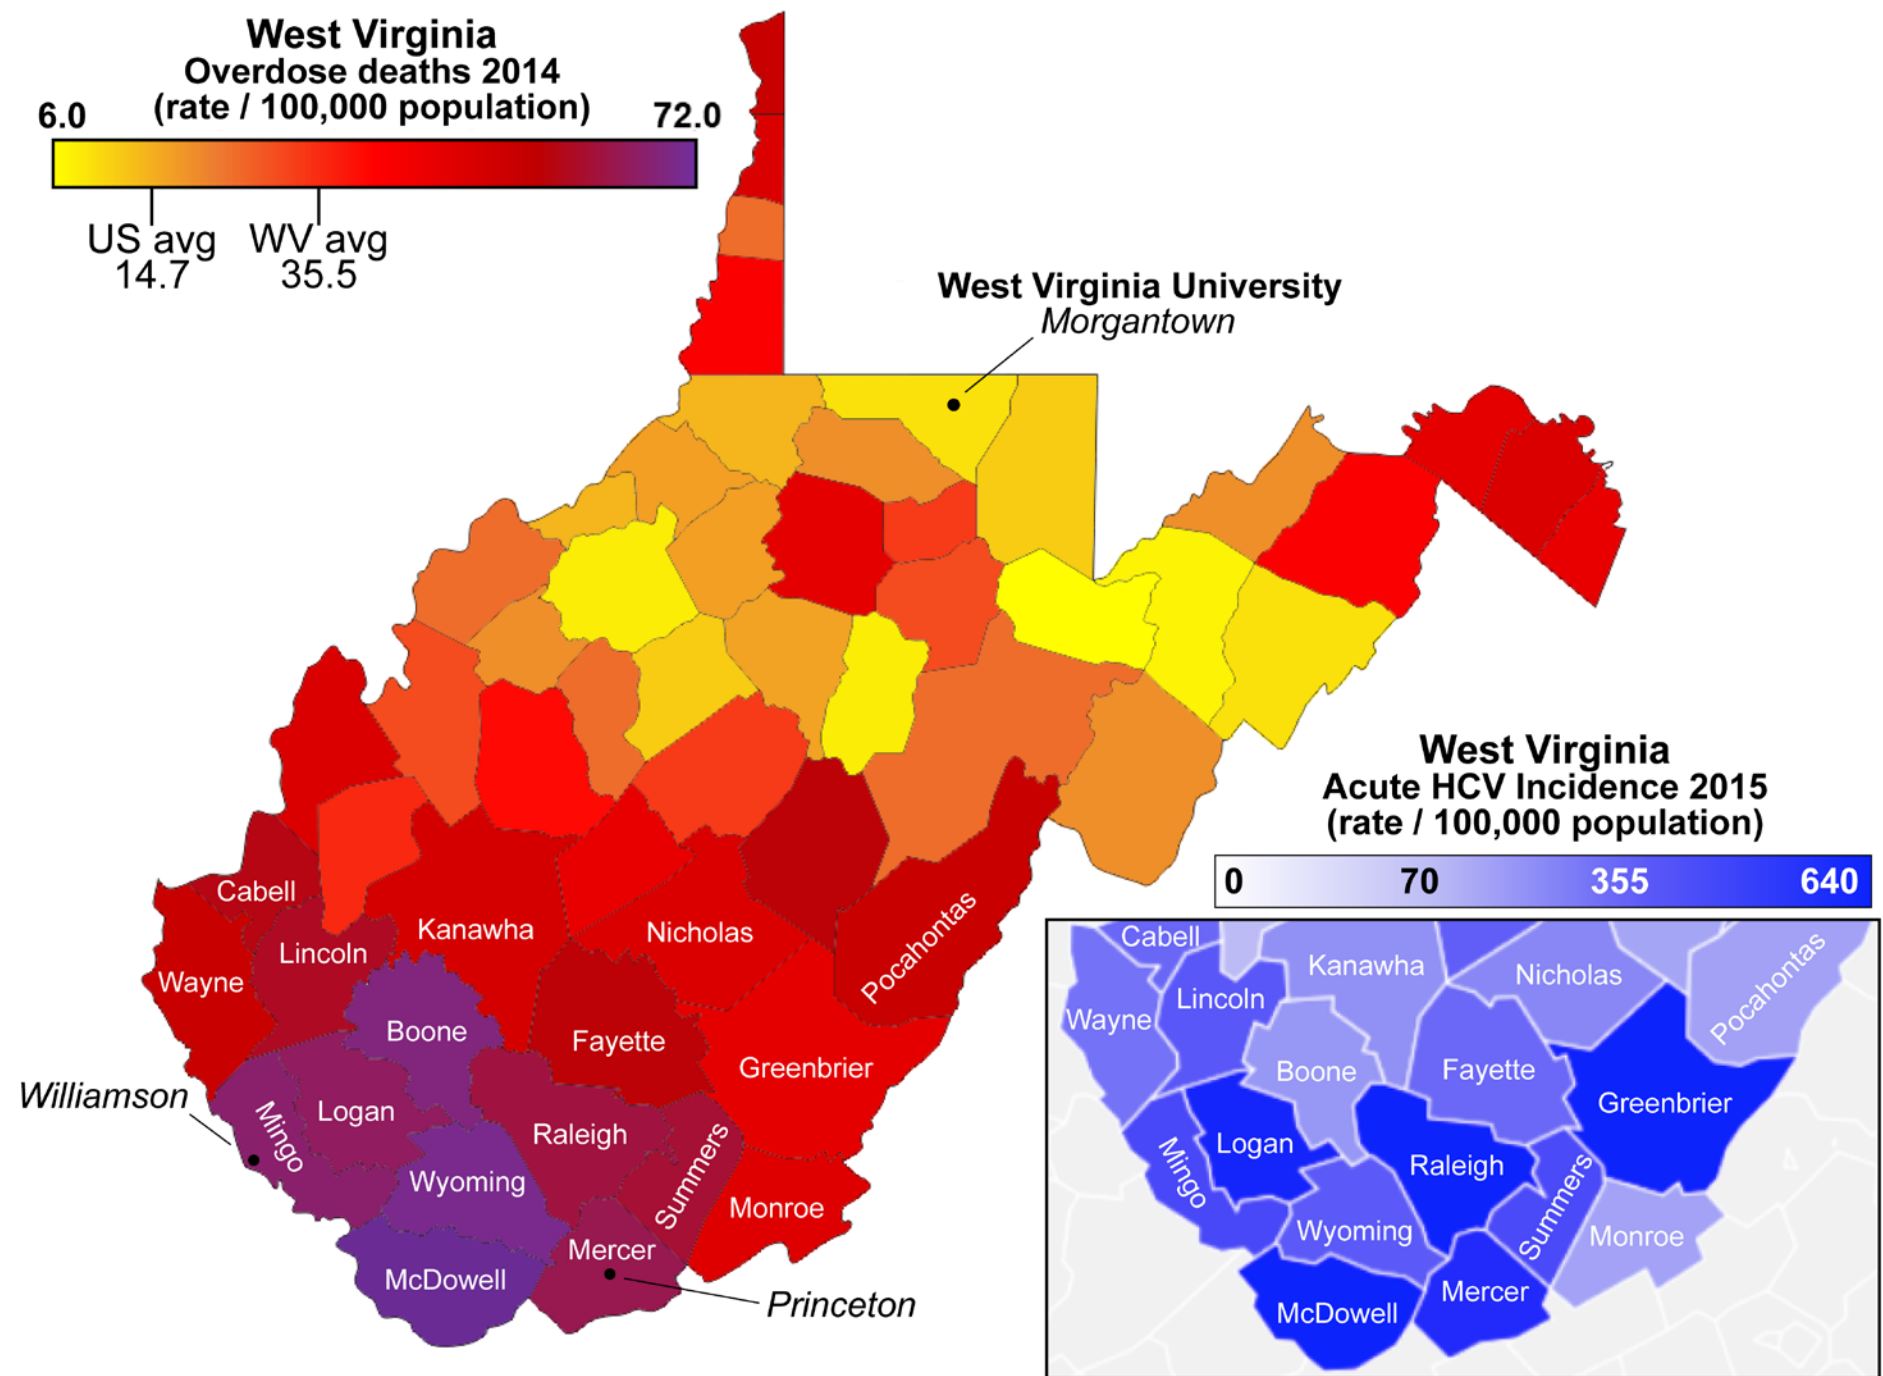 West Virginia
Overdose deaths 2014
(rate / 100,000 population)
6.0
72.0
US avg
14.7
WV avg
35.5
West Virginia University
Morgantown
Cabell
Wayne
Lincoln
Kanawha
Nicholas
Pocahontas
Boone
Fayette
Greenbrier
Williamson
Mingo
Logan
Raleigh
Summers
Wyoming
Monroe
Mercer
McDowell
Princeton
West Virginia
Acute HCV Incidence 2015
(rate / 100,000 population)
0 70 355 640
Cabell
Wayne
Lincoln
Kanawha
Nicholas
Pocahontas
Boone
Fayette
Greenbrier
Mingo
Logan
Raleigh
Summers
Wyoming
Monroe
Mercer
McDowell